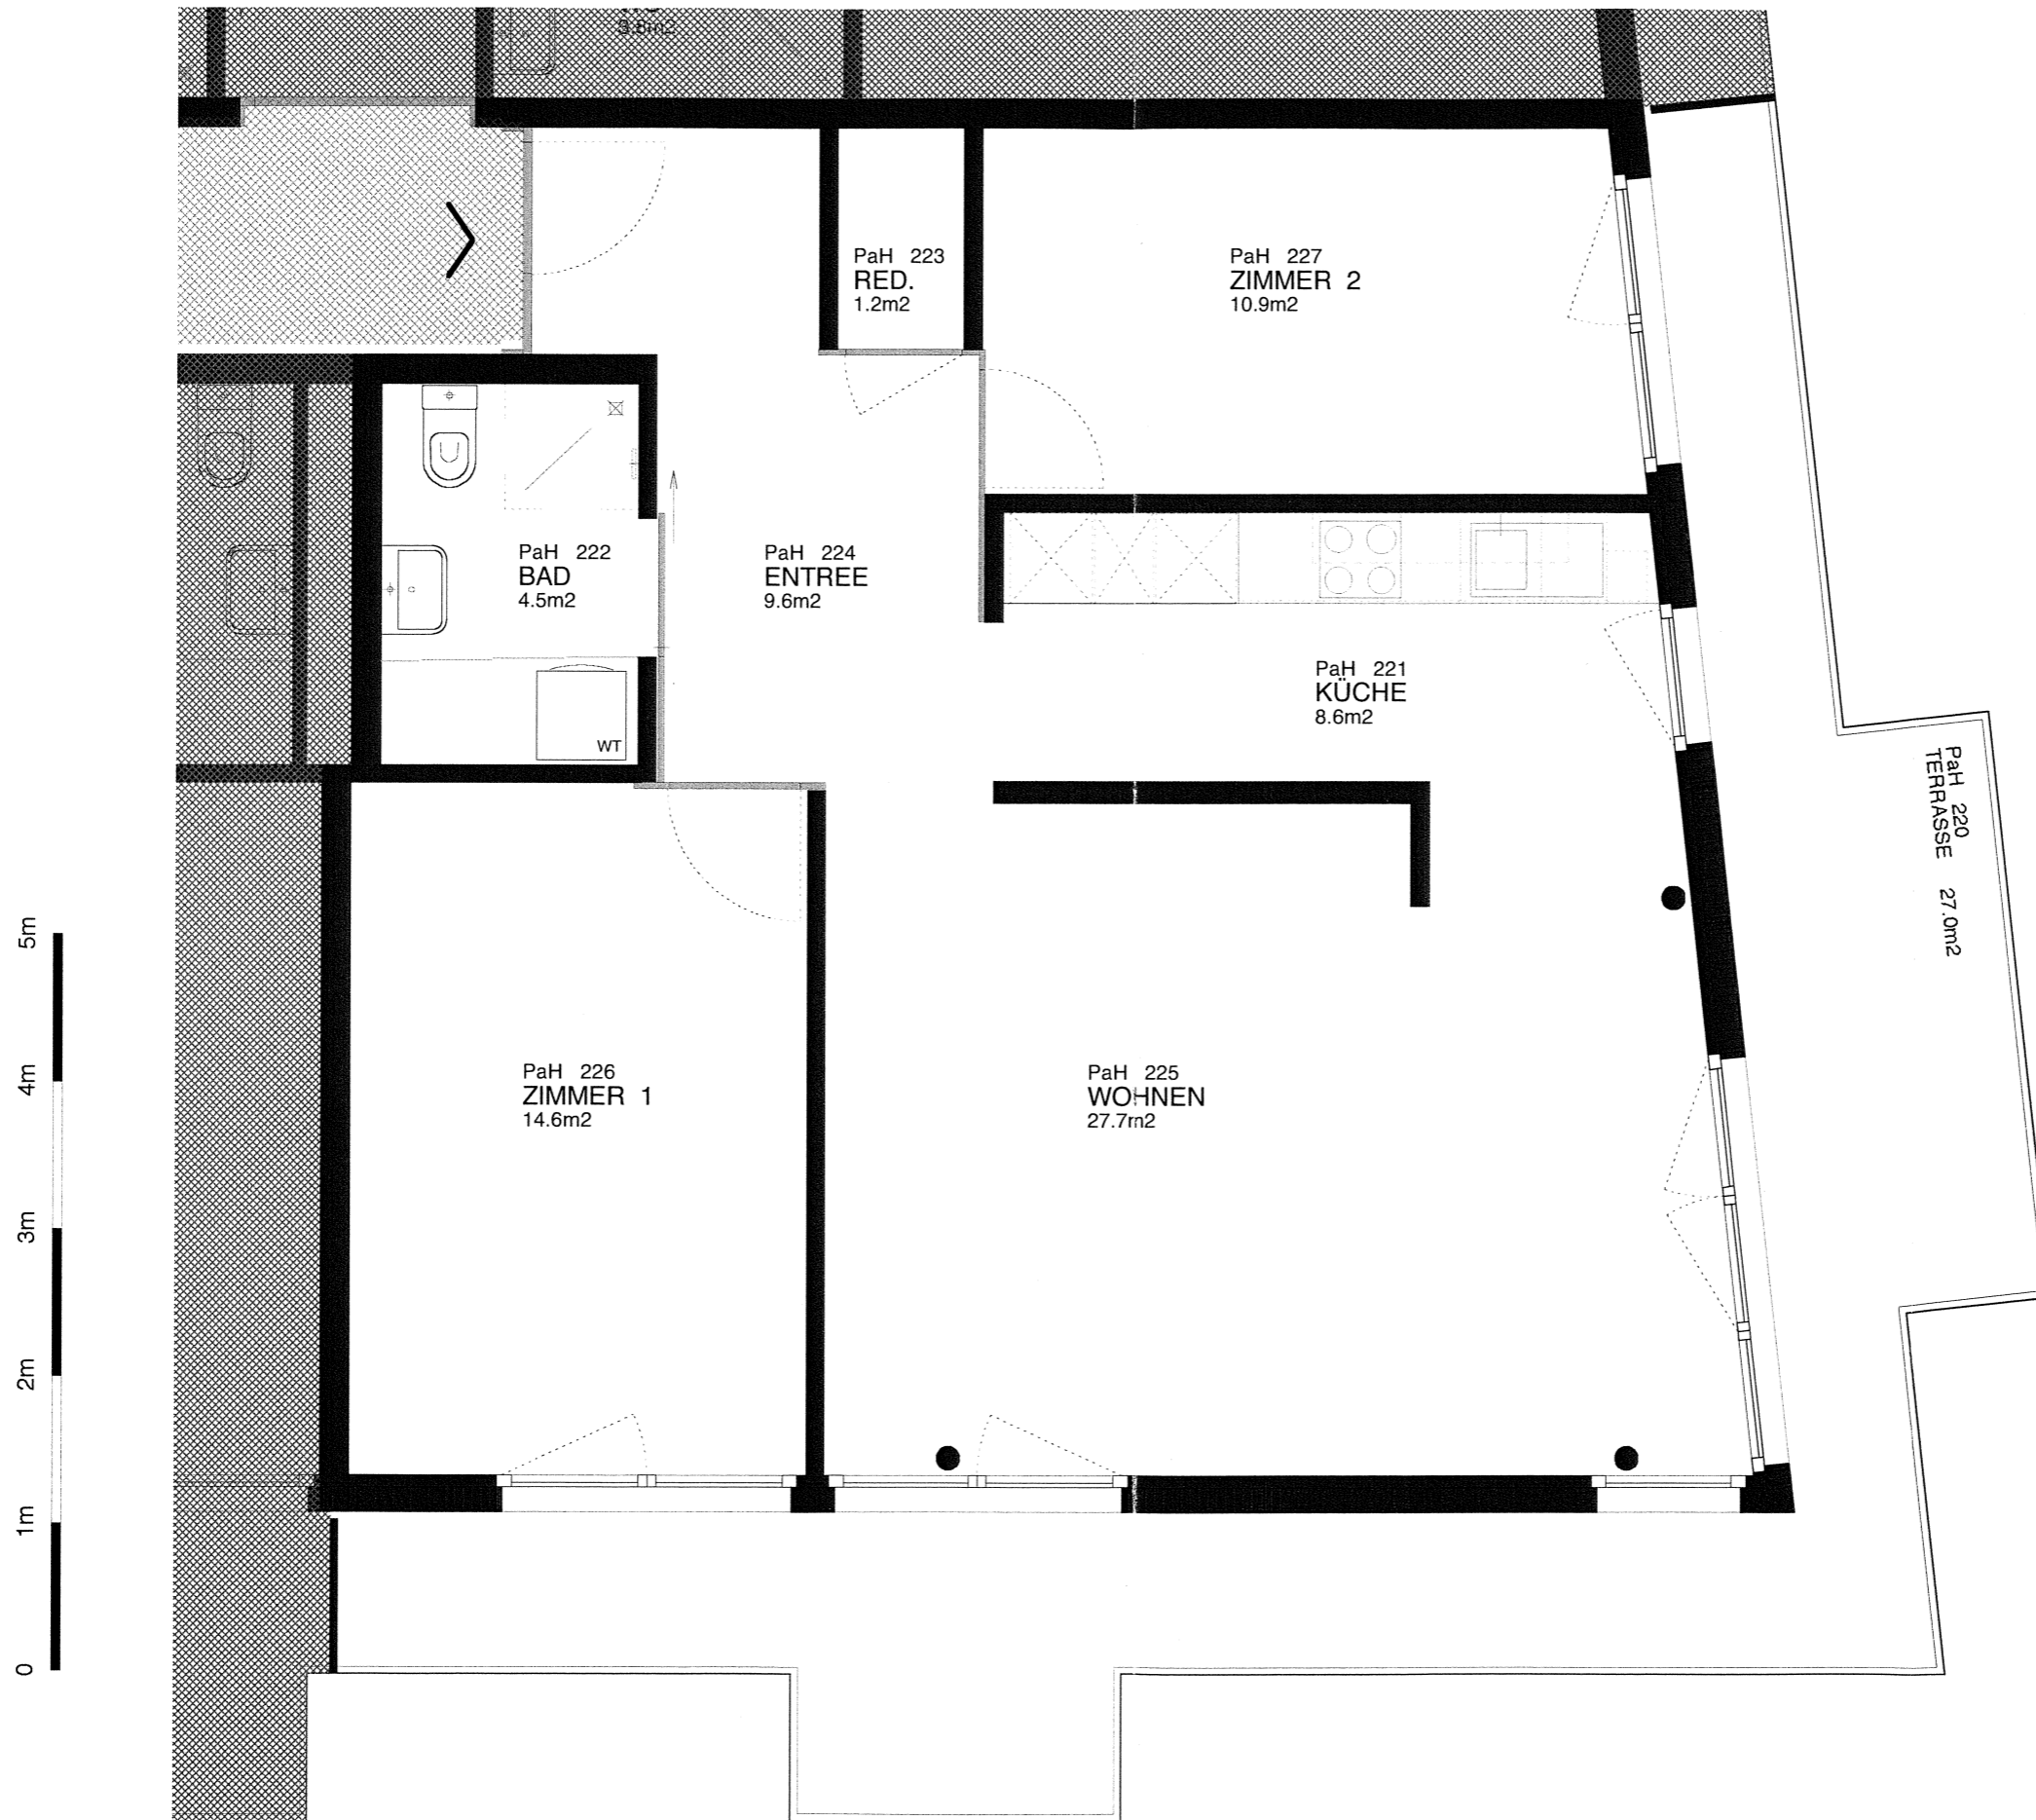 3.8m2
PaH 223
RED.
1.2m2
PaH 227
ZIMMER 2
10.9m2
PaH 222
BAD
4.5m2
PaH 224
ENTREE
9.6m2
PaH 221
KÜCHE
8.6m2
WT
PaH 220
TERRASSE 27.0m2
PaH 226
ZIMMER 1
14.6m2
PaH 225
WOHNEN
27.7m2
5m
4m
3m
2m
1m
0